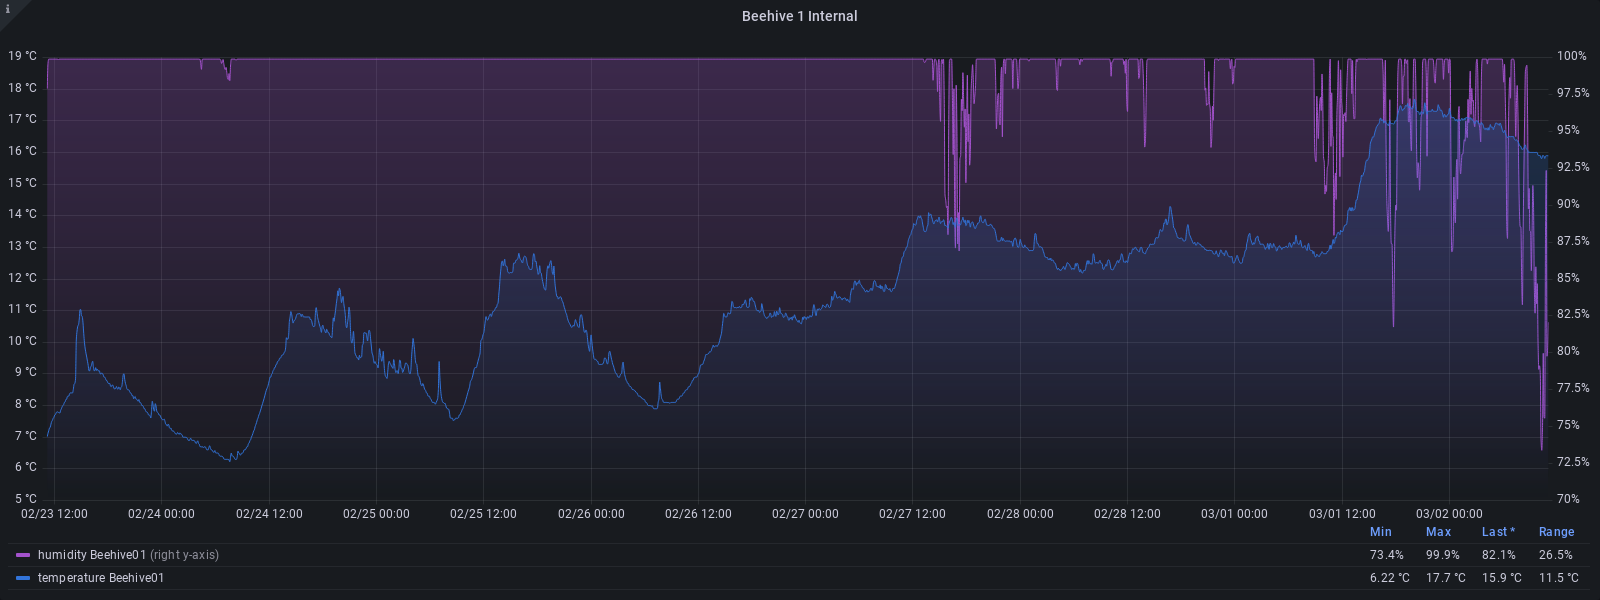 i
Beehive 1 Internal
19 °C 100%
18 °C 97.5%
17 °C 95%
16 °C 92.5%
15 °C 90%
14 °C 87.5%
13 °C 85%
12 °C 82.5%
11 °C 80%
10 °C 77.5%
9 °C 75%
8 °C 72.5%
7 °C 70%
6 °C
5 °C
02/23 12:00 02/24 00:00 02/24 12:00 02/25 00:00 02/25 12:00 02/26 00:00 02/26 12:00 02/27 00:00 02/27 12:00 02/28 00:00 02/28 12:00 03/01 00:00 03/01 12:00 03/02 00:00
Min Max Last * Range
humidity Beehive01 (right y-axis) 73.4% 99.9% 82.1% 26.5%
temperature Beehive01 6.22 °C 17.7 °C 15.9 °C 11.5 °C